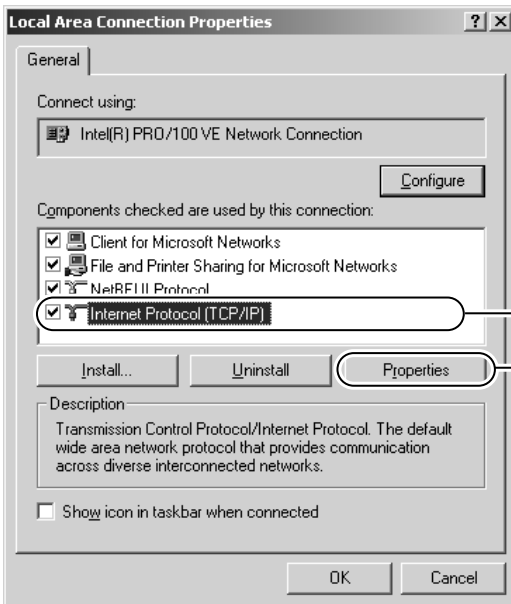 Local Area Connection Properties
General
Connect using:
Intel(R) PRO/100 VE Network Connection
Configure
Components checked are used by this connection:
Client for Microsoft Networks
File and Printer Sharing for Microsoft Networks
NetBEUI Protocol
Internet Protocol (TCP/IP)
Install... Uninstall Properties
Description
Transmission Control Protocol/Internet Protocol. The default
wide area network protocol that provides communication
across diverse interconnected networks.
Show icon in taskbar when connected
OK Cancel